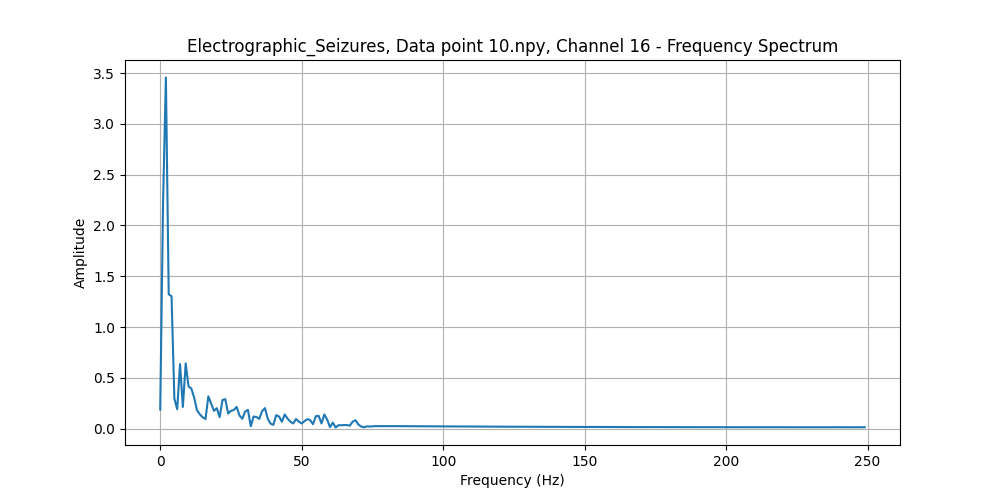 Electrographic_Seizures, Data point 10.npy, Channel 16 - Frequency Spectrum
3.5
3.0
2.5
2.0
1.5
1.0
0.5
0.0
Amplitude
0 50 100 150 200 250
Frequency (Hz)